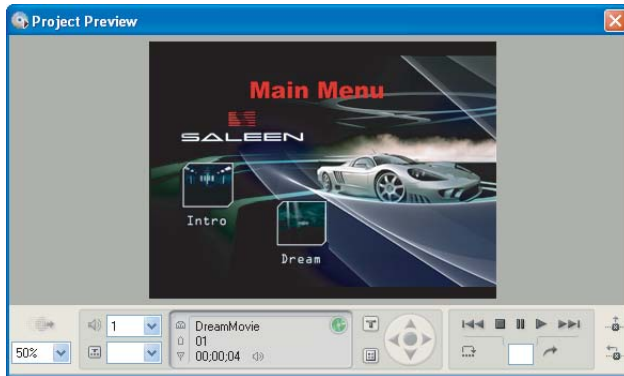 Project Preview
Main Menu
SALEEN
Intro
Dream
1
DreamMovie
01
50%
00;00;04